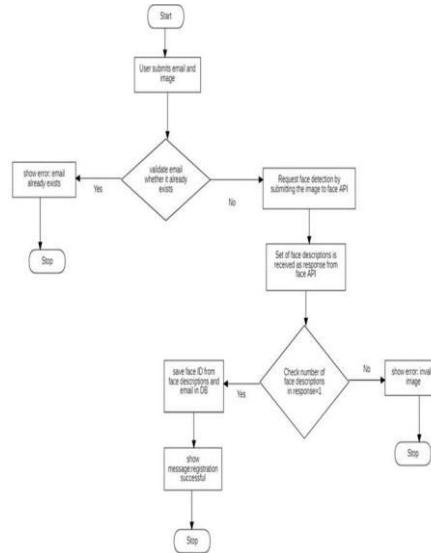 Start
User submits email and
image
validate email
whether it already
exists
Yes
No
show error: email
already exists
Stop
Request face detection by
submitting the image to face API
Set of face descriptions is
received as response from
face API
Check number of
face descriptions
in response=1
Yes
No
save face ID from
face descriptions and
email in DB
show error: invali
image
Stop
show
message:registration
successful
Stop